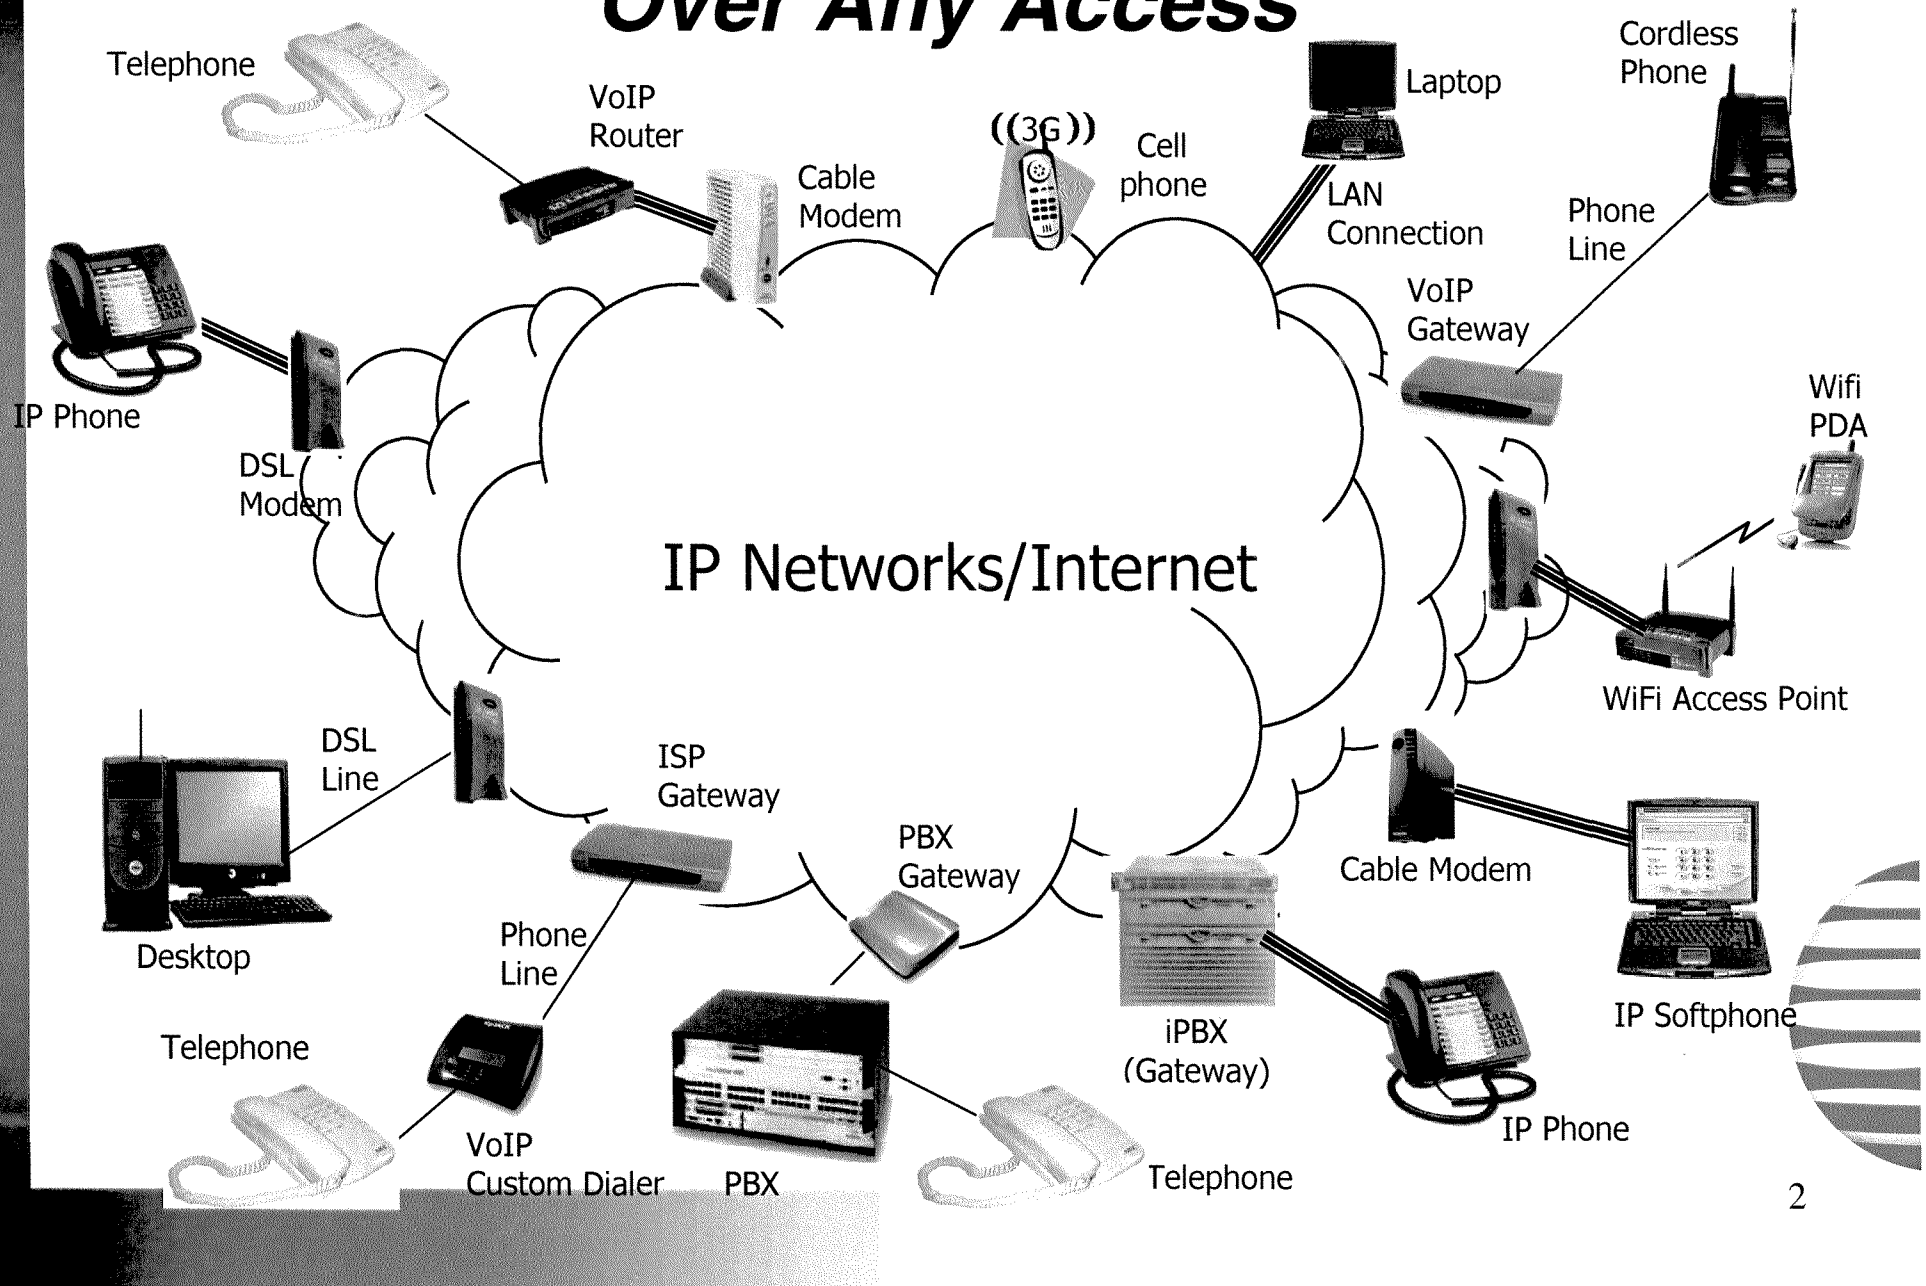 Over Any Access
Telephone
VoIP
Router
Cable
Modem
((3G))
Cell
phone
Laptop
LAN
Connection
Cordless
Phone
Phone
Line
VoIP
Gateway
IP Phone
DSL
Modem
Wifi
PDA
IP Networks/Internet
WiFi Access Point
DSL
Line
ISP
Gateway
PBX
Gateway
Cable Modem
Desktop
Phone
Line
iPBX
(Gateway)
IP Softphone
Telephone
VoIP
Custom Dialer
PBX
Telephone
IP Phone
2